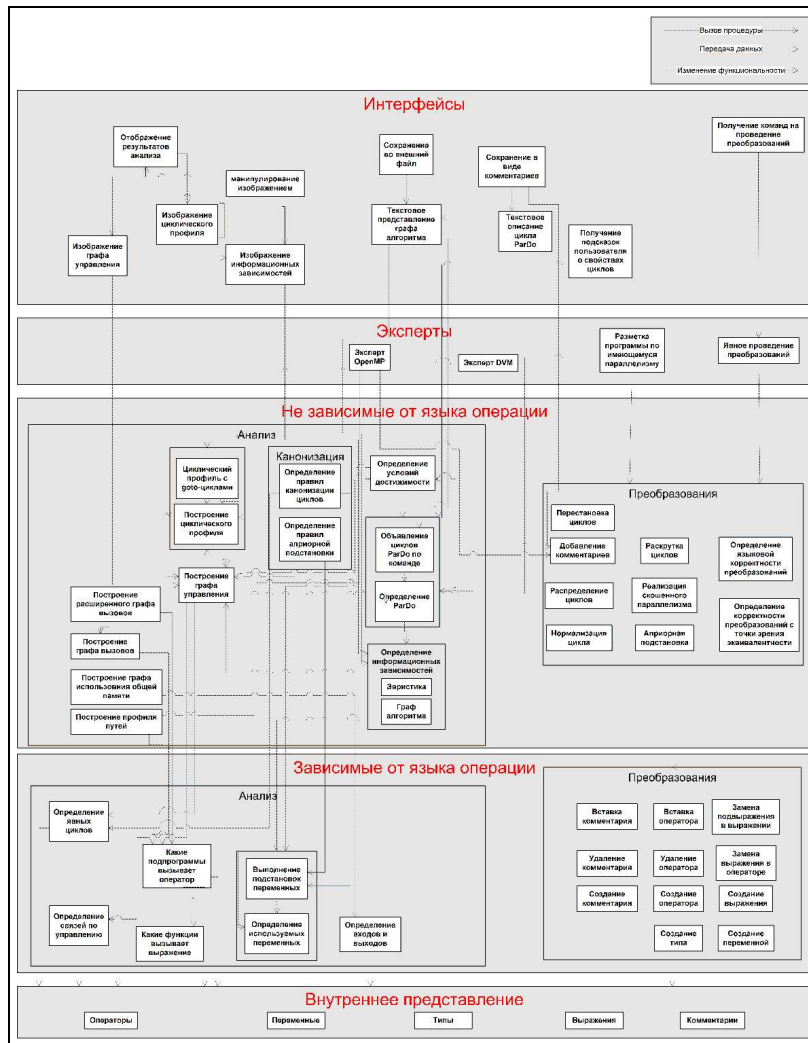 Вызов процедуры
Передача данных
Изменение функциональности
Интерфейсы
Отображение
результатов
анализа
манипулирование
изображением
Изображение
циклического
профиля
Изображение
графа
управления
Изображение
информационных
зависимостей
Сохранение
во внешний
файл
Текстовое
представление
графа
алгоритма
Сохранение в
виде
комментариев
Текстовое
описание
цикла
ParDo
Получение
подсказок
пользователя
о свойствах
циклов
Получение команд на
проведение
преобразований
Эксперты
Эксперт
OpenMP
Эксперт DVM
Разметка
программы по
имеющемуся
параллелизму
Явное проведение
преобразований
Не зависимые от языка операции
Анализ
Циклический
профиль с
goto-циклами
Построение
циклического
профиля
Канонизация
Определение
правил
канонизации
циклов
Определение
правил
априорной
подстановки
Определение
условий
достижимости
Объявление
циклов
ParDo по
команде
Определение
ParDo
Построение
графа
управления
Построение
расширенного графа
вызовов
Построение
графа вызовов
Построение графа
использования общей
памяти
Построение профиля
путей
Определение
информационных
зависимостей
Эвристика
Граф
алгоритма
Преобразования
Перестановка
циклов
Добавление
комментариев
Раскрутка
циклов
Определение
языковой
корректности
преобразований
Распределение
циклов
Реализация
скошенного
параллелизма
Определение
корректности
преобразований с
точки зрения
эквивалентности
Нормализация
цикла
Априорная
подстановка
Зависимые от языка операции
Анализ
Определение
явных
циклов
Какие
подпрограммы
вызывает
оператор
Выполнение
подстановок
переменных
Определение
связей по
управлению
Какие функции
вызывает
выражение
Определение
используемых
переменных
Определение
входов и
выходов
Преобразования
Вставка
комментария
Вставка
оператора
Замена
подвыражения
в выражении
Удаление
комментария
Удаление
оператора
Замена
выражения в
операторе
Создание
комментария
Создание
оператора
Создание
выражения
Создание
типа
Создание
переменной
Внутреннее представление
Операторы
Переменные
Типы
Выражения
Комментарии